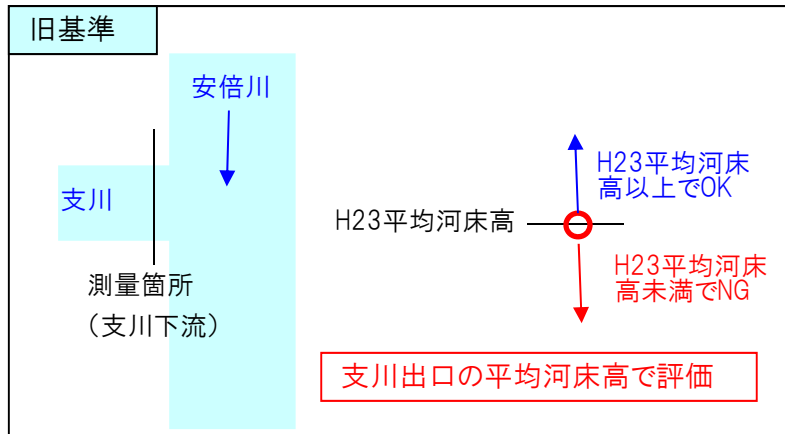 旧基準
安倍川
支川
測量箇所
（支川下流）
H23平均河床
高以上でOK
H23平均河床高
H23平均河床
高未満でNG
支川出口の平均河床高で評価